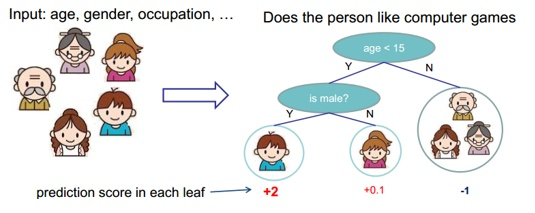 Input: age, gender, occupation, ...
Does the person like computer games
age < 15
Y
N
is male?
Y
N
prediction score in each leaf
+2
+0.1
-1